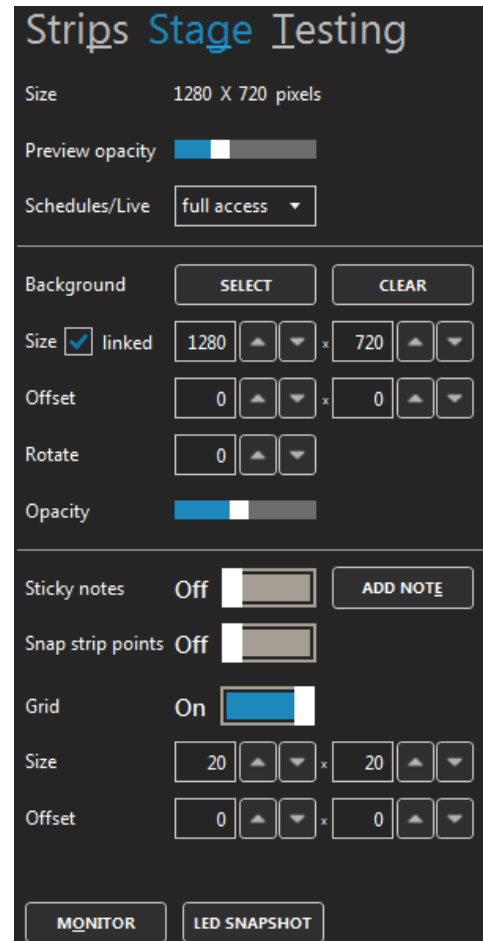 Strips Stage Testing
Size 1280 X 720 pixels
Preview opacity
Schedules/Live full access
Background SELECT CLEAR
Size linked 1280 x 720
Offset 0 x 0
Rotate 0
Opacity
Sticky notes Off ADD NOTE
Snap strip points Off
Grid On
Size 20 x 20
Offset 0 x 0
MONITOR LED SNAPSHOT